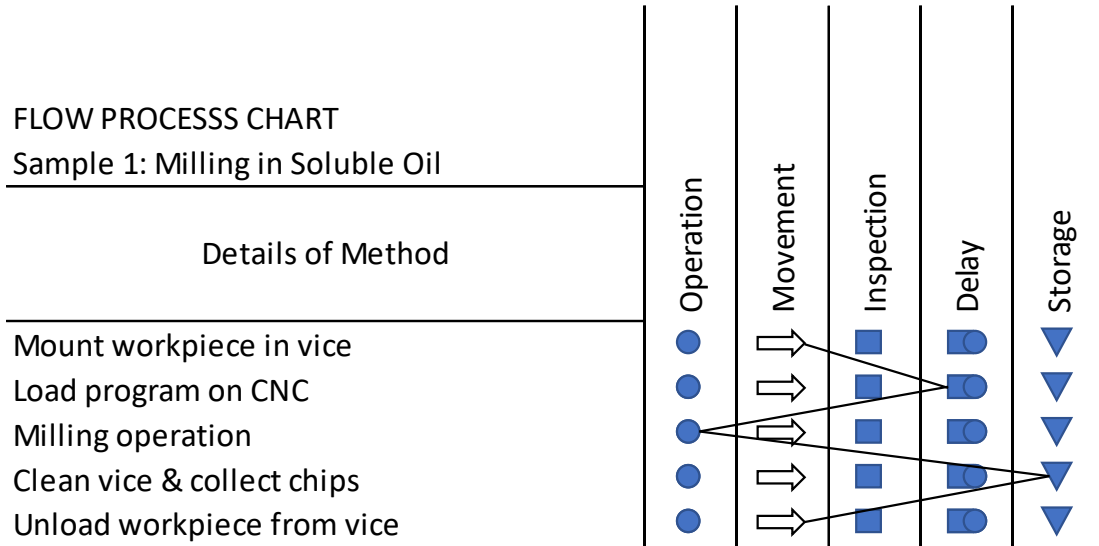 FLOW PROCESSS CHART
Sample 1: Milling in Soluble Oil
Details of Method
Operation
Movement
Inspection
Delay
Storage
Mount workpiece in vice
Load program on CNC
Milling operation
Clean vice & collect chips
Unload workpiece from vice